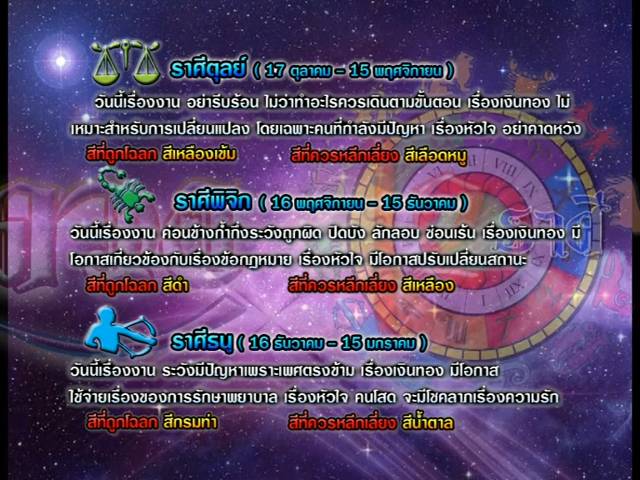 ราศีตุลย์ ( 17 ตุลาคม – 15 พฤศจิกายน )
วันนี้เรื่องงาน อย่ารีบร้อน ไม่ว่าทำอะไรควรเดินตามขั้นตอน เรื่องเงินทอง ไม่
เหมาะสำหรับการเปลี่ยนแปลง โดยเฉพาะคนที่กำลังมีปัญหา เรื่องหัวใจ อย่าคาดหวัง
สีที่ถูกโฉลก สีเหลืองเข้ม สีที่ควรหลีกเลี่ยง สีเลือดหมู
ราศีพิจิก ( 16 พฤศจิกายน – 15 ธันวาคม )
วันนี้เรื่องงาน ค่อนข้างก้ำกึ่งระวังถูกผิด ปิดบัง ลักลอบ ซ่อนเร้น เรื่องเงินทอง มี
โอกาสเกี่ยวข้องกับเรื่องข้อกฎหมาย เรื่องหัวใจ มีโอกาสปรับเปลี่ยนสถานะ
สีที่ถูกโฉลก สีดำ สีที่ควรหลีกเลี่ยง สีเหลือง
ราศีธนู ( 16 ธันวาคม – 15 มกราคม )
วันนี้เรื่องงาน ระวังมีปัญหาเพราะเพศตรงข้าม เรื่องเงินทอง มีโอกาส
ใช้จ่ายเรื่องของการรักษาพยาบาล เรื่องหัวใจ คนโสด จะมีโชคลาภเรื่องความรัก
สีที่ถูกโฉลก สีกรมท่า สีที่ควรหลีกเลี่ยง สีน้ำตาล